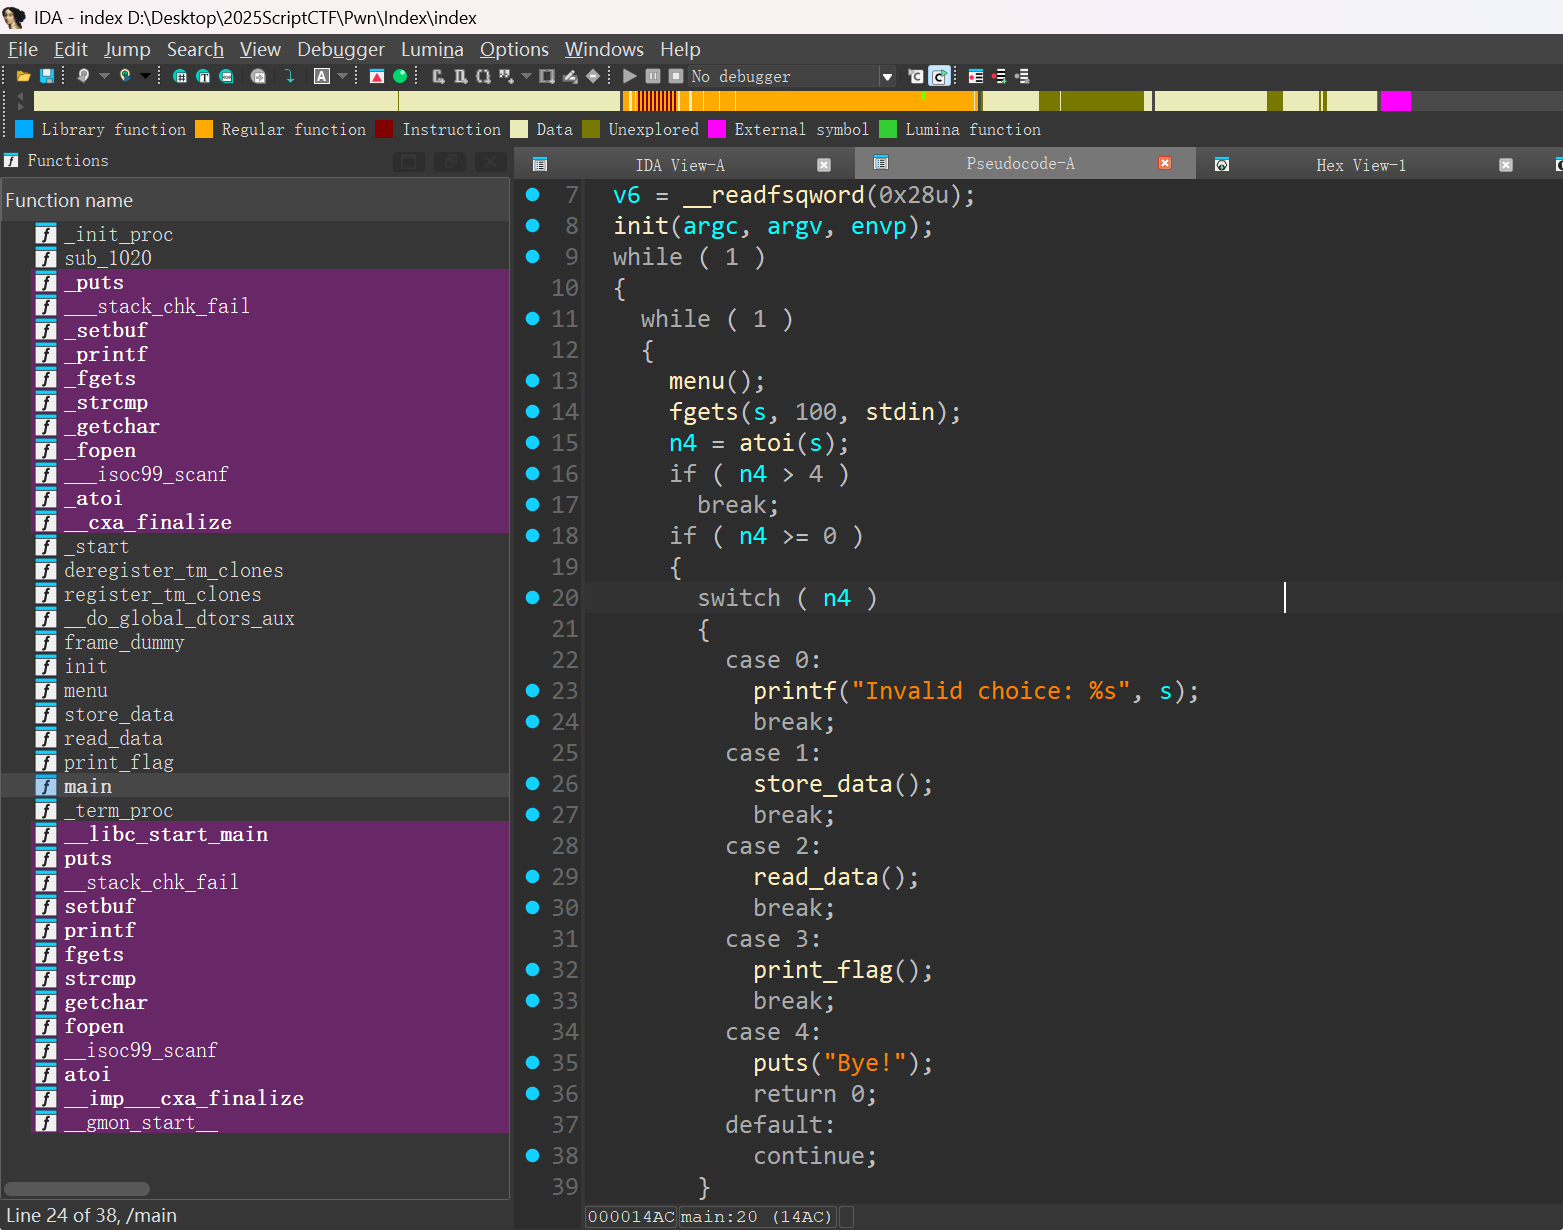 IDA - index D:\Desktop\2025ScriptCTF\Pwn\Index\index
File Edit Jump Search View Debugger Lumina Options Windows Help
No debugger
Library function Regular function Instruction Data Unexplored External symbol Lumina function
Functions
IDA View-A Pseudocode-A Hex View-1
Function name
_init_proc
sub_1020
_puts
___stack_chk_fail
_setbuf
_printf
_fgets
_strcmp
_getchar
_fopen
___isoc99_scanf
_atoi
__cxa_finalize
_start
deregister_tm_clones
register_tm_clones
__do_global_dtors_aux
frame_dummy
init
menu
store_data
read_data
print_flag
main
_term_proc
__libc_start_main
puts
__stack_chk_fail
setbuf
printf
fgets
strcmp
getchar
fopen
__isoc99_scanf
atoi
__imp___cxa_finalize
__gmon_start__
Line 24 of 38, /main
7 v6 = __readfsqword(0x28u);
8 init(argc, argv, envp);
9 while ( 1 )
10 {
11 while ( 1 )
12 {
13 menu();
14 fgets(s, 100, stdin);
15 n4 = atoi(s);
16 if ( n4 > 4 )
17 break;
18 if ( n4 >= 0 )
19 {
20 switch ( n4 )
21 {
22 case 0:
23 printf("Invalid choice: %s", s);
24 break;
25 case 1:
26 store_data();
27 break;
28 case 2:
29 read_data();
30 break;
31 case 3:
32 print_flag();
33 break;
34 case 4:
35 puts("Bye!");
36 return 0;
37 default:
38 continue;
39 }
000014AC main:20 (14AC)